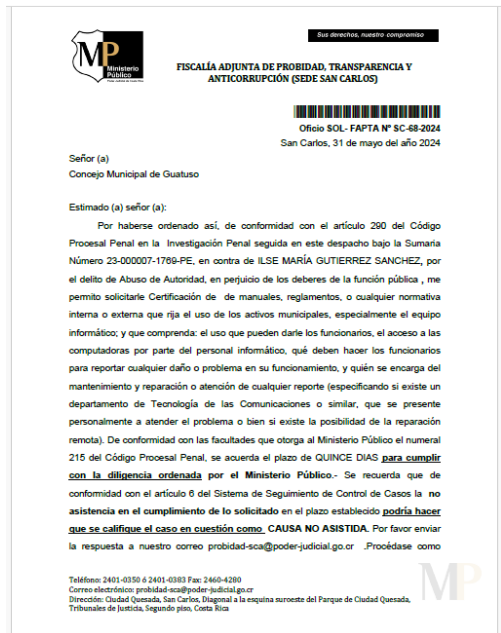 Sus derechos, nuestro compromiso
MP
Ministerio
Público
FISCALÍA ADJUNTA DE PROBIDAD, TRANSPARENCIA Y
ANTICORRUPCIÓN (SEDE SAN CARLOS)
Oficio SOL- FAPTA Nº SC-68-2024
San Carlos, 31 de mayo del año 2024
Señor (a)
Concejo Municipal de Guatuso
Estimado (a) señor (a):
Por haberse ordenado así, de conformidad con el artículo 290 del Código
Procesal Penal en la Investigación Penal seguida en este despacho bajo la Sumaria
Número 23-000007-1769-PE, en contra de ILSE MARÍA GUTIERREZ SANCHEZ, por
el delito de Abuso de Autoridad, en perjuicio de los deberes de la función pública , me
permito solicitarle Certificación de de manuales, reglamentos, o cualquier normativa
interna o externa que rija el uso de los activos municipales, especialmente el equipo
informático; y que comprenda: el uso que pueden darle los funcionarios, el acceso a las
computadoras por parte del personal informático, qué deben hacer los funcionarios
para reportar cualquier daño o problema en su funcionamiento, y quién se encarga del
mantenimiento y reparación o atención de cualquier reporte (especificando si existe un
departamento de Tecnología de las Comunicaciones o similar, que se presente
personalmente a atender el problema o bien si existe la posibilidad de la reparación
remota). De conformidad con las facultades que otorga al Ministerio Público el numeral
215 del Código Procesal Penal, se acuerda el plazo de QUINCE DIAS para cumplir
con la diligencia ordenada por el Ministerio Público.- Se recuerda que de
conformidad con el artículo 6 del Sistema de Seguimiento de Control de Casos la no
asistencia en el cumplimiento de lo solicitado en el plazo establecido podría hacer
que se califique el caso en cuestión como CAUSA NO ASISTIDA. Por favor enviar
la respuesta a nuestro correo probidad-sca@poder-judicial.go.cr .Procédase como
Teléfono: 2401-0350 ó 2401-0383 Fax: 2460-4280
Correo electrónico: probidad-sca@poder-judicial.go.cr
Dirección: Ciudad Quesada, San Carlos, Diagonal a la esquina suroeste del Parque de Ciudad Quesada,
Tribunales de Justicia, Segundo piso, Costa Rica
MP